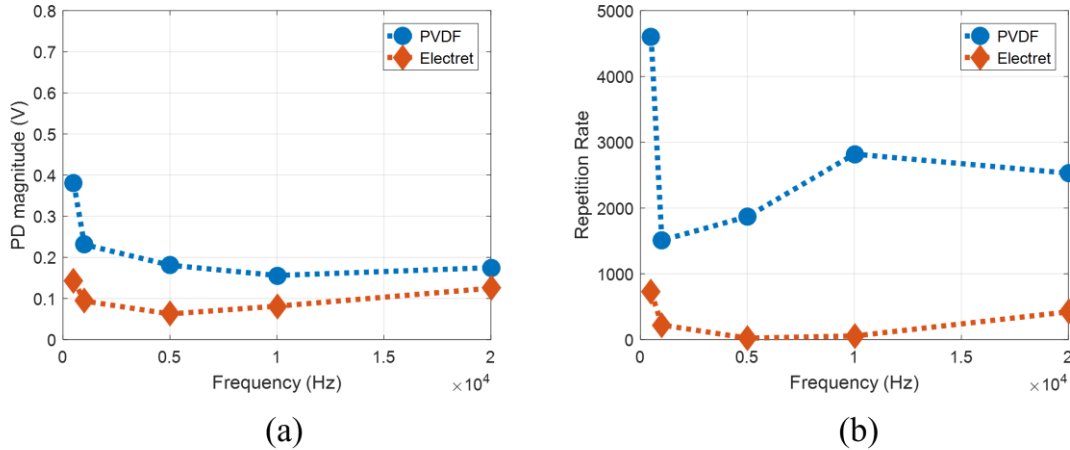 0.8
0.7
0.6
0.5
0.4
0.3
0.2
0.1
0
PD magnitude (V)
PVDF
Electret
0 0.5 1 1.5 2
Frequency (Hz) ×10⁴
(a)
5000
4000
3000
2000
1000
0
Repetition Rate
PVDF
Electret
0 0.5 1 1.5 2
Frequency (Hz) ×10⁴
(b)